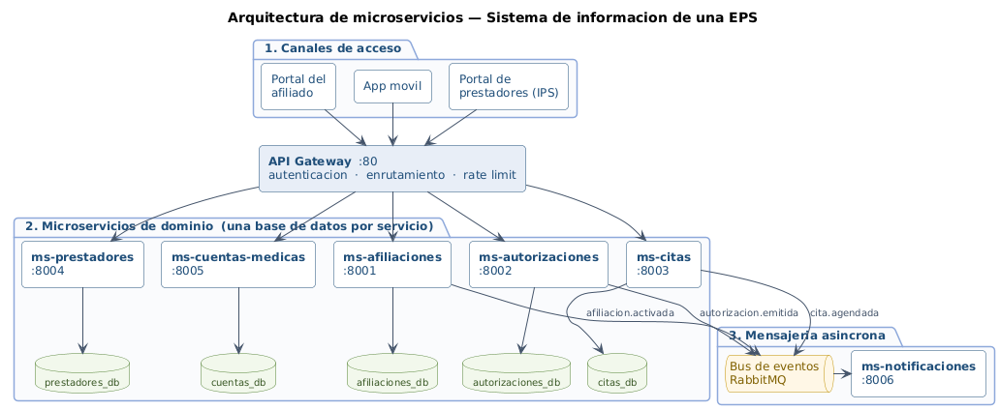 Arquitectura de microservicios — Sistema de informacion de una EPS
1. Canales de acceso
Portal del
afiliado
App movil
Portal de
prestadores (IPS)
API Gateway :80
autenticacion · enrutamiento · rate limit
2. Microservicios de dominio (una base de datos por servicio)
ms-prestadores
:8004
ms-cuentas-medicas
:8005
ms-afiliaciones
:8001
ms-autorizaciones
:8002
ms-citas
:8003
afiliacion.activada
autorizacion.emitida
cita.agendada
3. Mensajeria asincrona
prestadores_db
cuentas_db
afiliaciones_db
autorizaciones_db
citas_db
Bus de eventos
RabbitMQ
ms-notificaciones
:8006